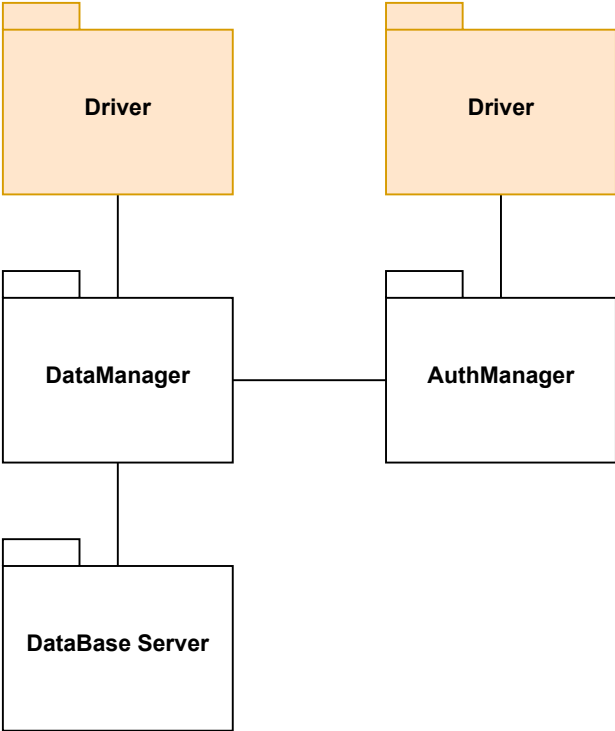 Driver
Driver
DataManager
AuthManager
DataBase Server